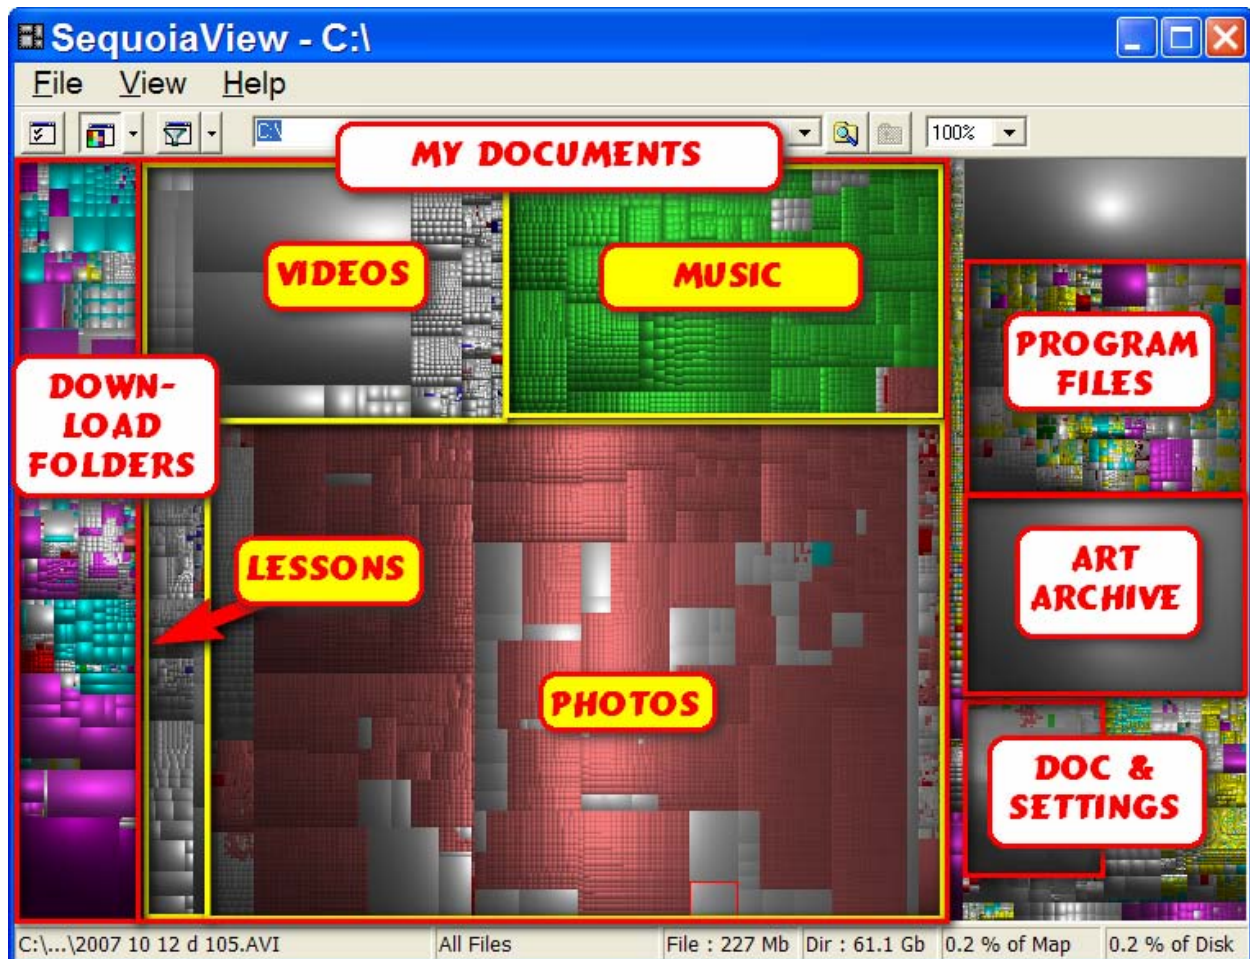 SequoiaView - C:\
File View Help
C:\
100%
MY DOCUMENTS
VIDEOS
MUSIC
PROGRAM
FILES
DOWN-
LOAD
FOLDERS
LESSONS
ART
ARCHIVE
PHOTOS
DOC &
SETTINGS
C:\...\2007 10 12 d 105.AVI All Files File : 227 Mb Dir : 61.1 Gb 0.2 % of Map 0.2 % of Disk